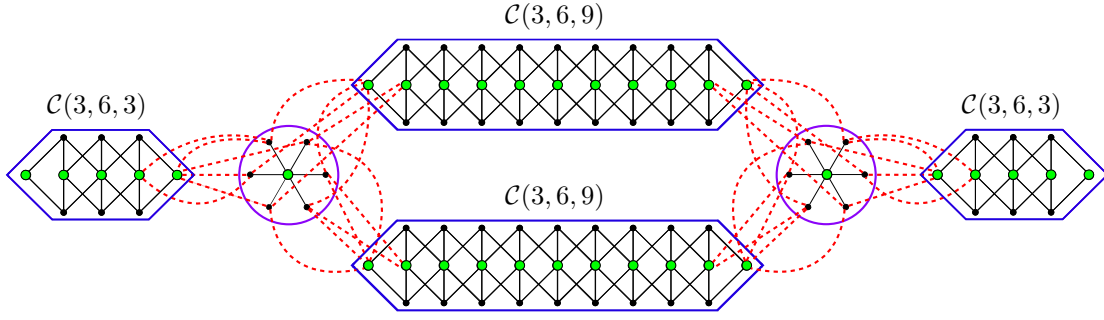 𝒞(3, 6, 9)
𝒞(3, 6, 3)
𝒞(3, 6, 3)
𝒞(3, 6, 9)